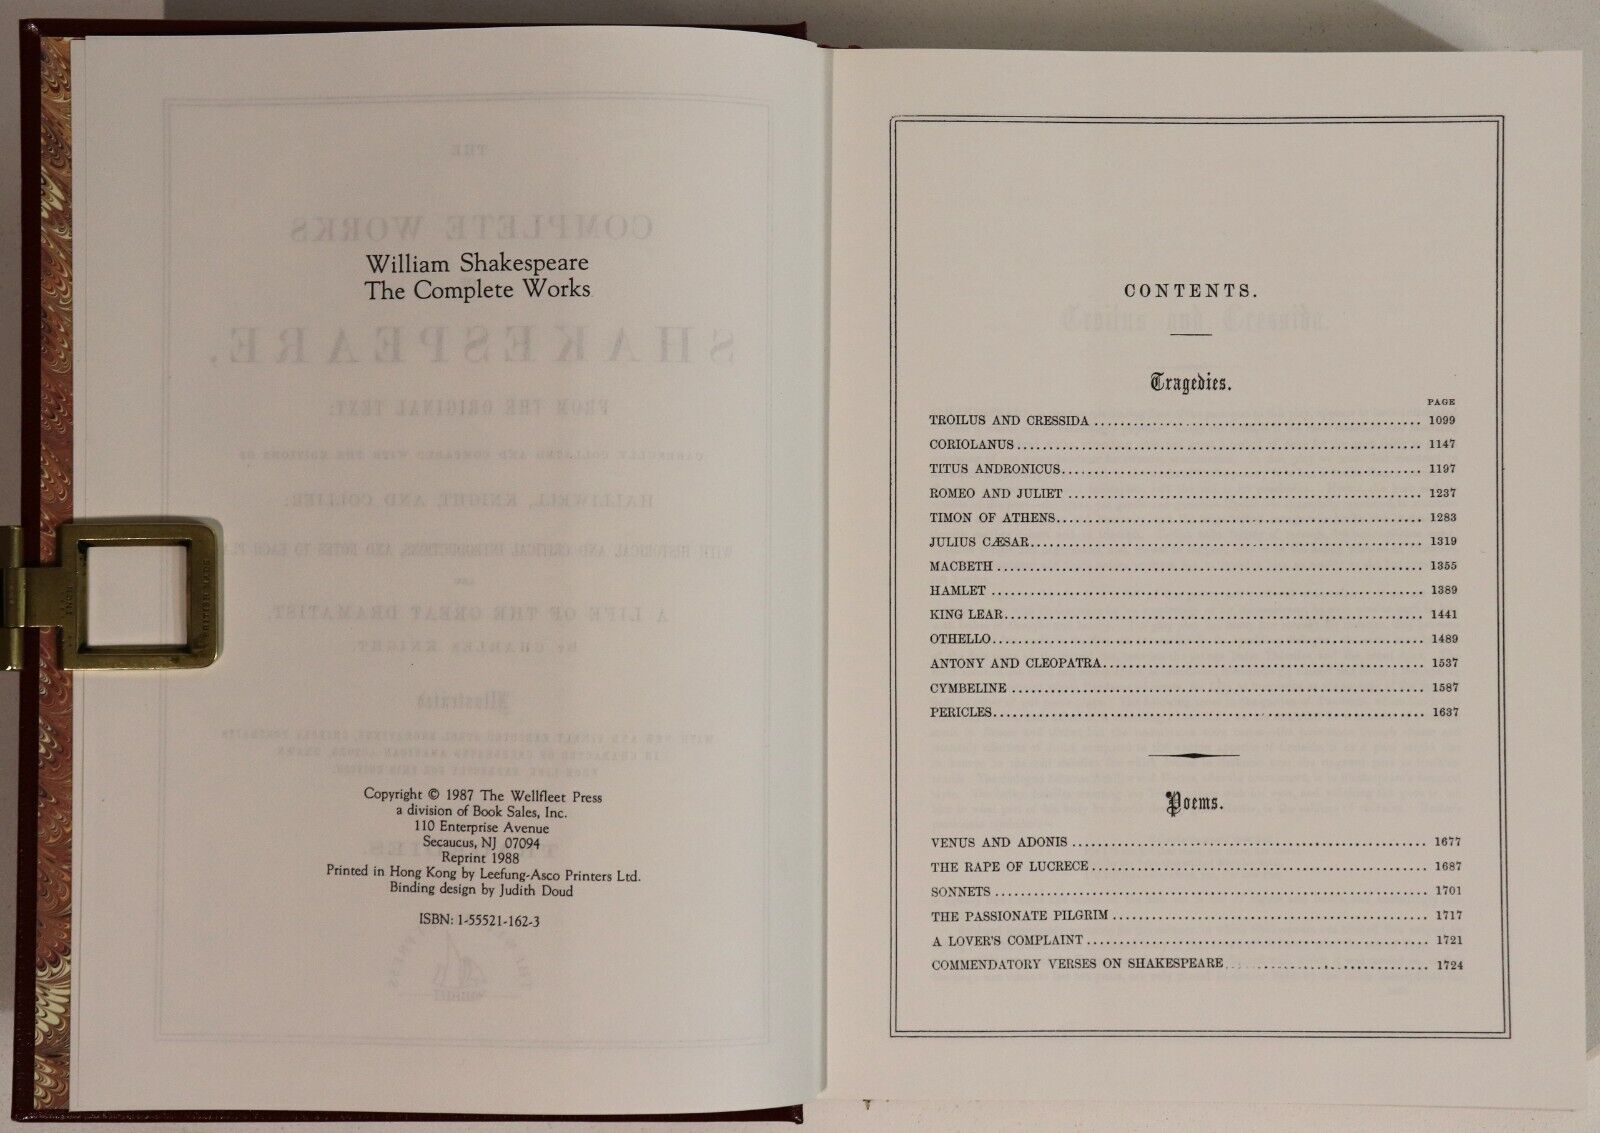 William Shakespeare
The Complete Works
Copyright © 1987 The Wellfleet Press
a division of Book Sales, Inc.
110 Enterprise Avenue
Secaucus, NJ 07094
Reprint 1988
Printed in Hong Kong by Leefung-Asco Printers Ltd.
Binding design by Judith Doud
ISBN: 1-55521-162-3
CONTENTS.
Tragedies.
PAGE
TROILUS AND CRESSIDA 1099
CORIOLANUS 1147
TITUS ANDRONICUS 1197
ROMEO AND JULIET 1237
TIMON OF ATHENS 1283
JULIUS CÆSAR 1319
MACBETH 1355
HAMLET 1389
KING LEAR 1441
OTHELLO 1489
ANTONY AND CLEOPATRA 1537
CYMBELINE 1587
PERICLES 1637
Poems.
VENUS AND ADONIS 1677
THE RAPE OF LUCRECE 1687
SONNETS 1701
THE PASSIONATE PILGRIM 1717
A LOVER'S COMPLAINT 1721
COMMENDATORY VERSES ON SHAKESPEARE 1724